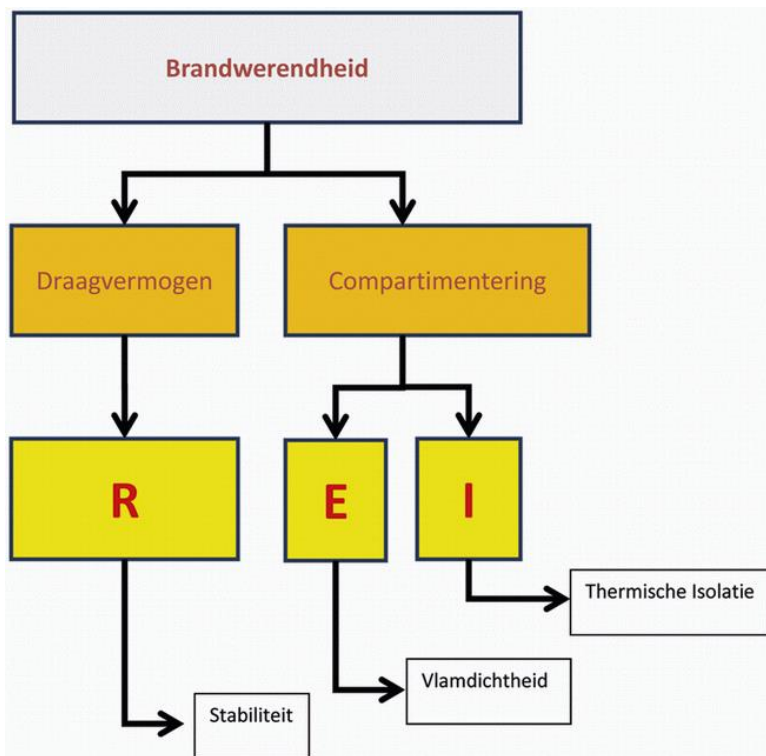 Brandwerendheid
Draagvermogen
Compartimentering
R
E
I
Thermische Isolatie
Vlamdichtheid
Stabiliteit